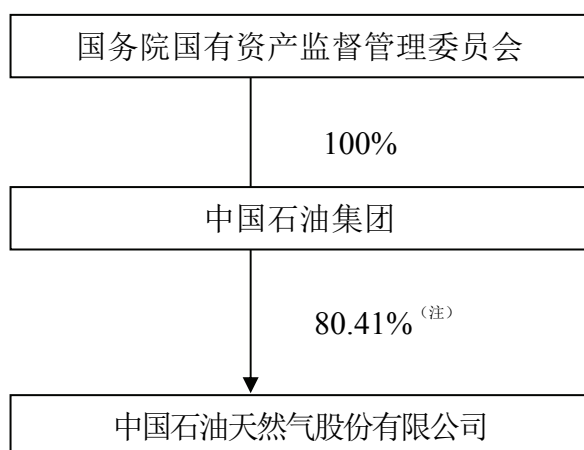 国务院国有资产监督管理委员会
100%
中国石油集团
80.41%（注）
中国石油天然气股份有限公司